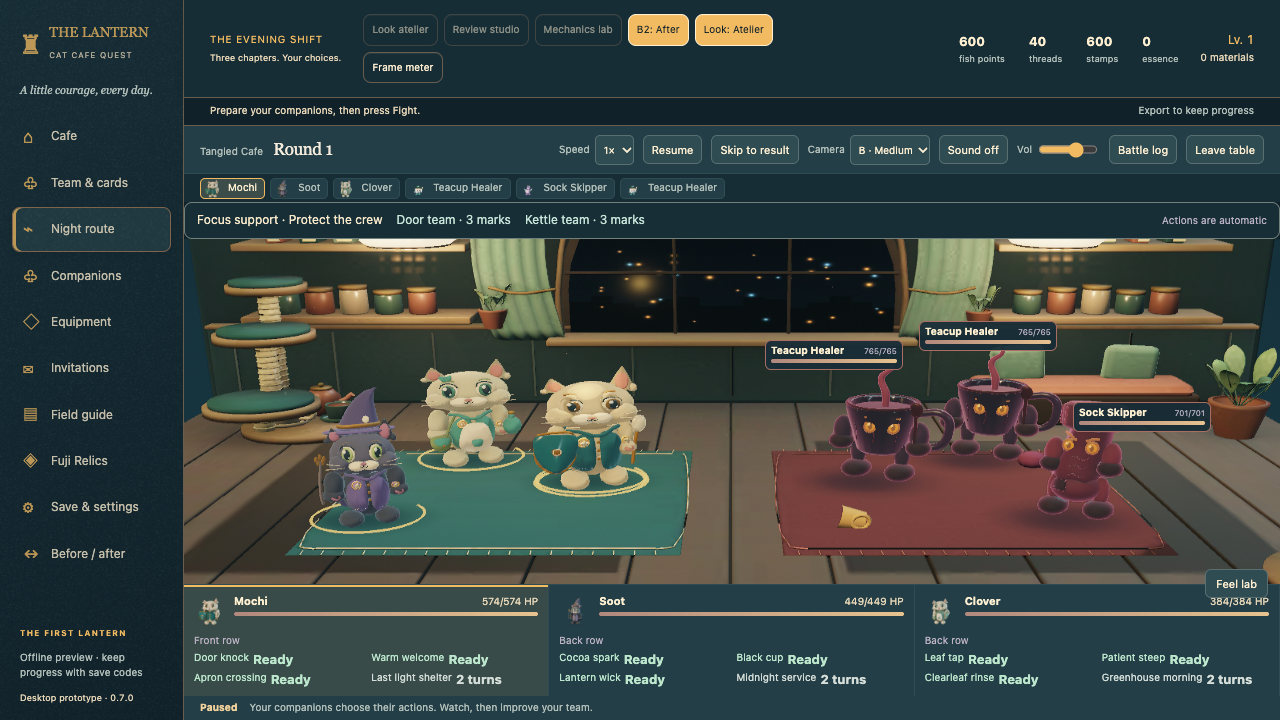 THE LANTERN
CAT CAFE QUEST
A little courage, every day.
Cafe
Team & cards
Night route
Companions
Equipment
Invitations
Field guide
Fuji Relics
Save & settings
Before / after
THE FIRST LANTERN
Offline preview · keep
progress with save codes
Desktop prototype · 0.7.0
THE EVENING SHIFT
Three chapters. Your choices.
Look atelier
Review studio
Mechanics lab
B2: After
Look: Atelier
Frame meter
600
fish points
40
threads
600
stamps
0
essence
Lv. 1
0 materials
Prepare your companions, then press Fight.
Export to keep progress
Tangled Cafe Round 1
Speed 1x
Resume
Skip to result
Camera B · Medium
Sound off
Vol
Battle log
Leave table
Mochi
Soot
Clover
Teacup Healer
Sock Skipper
Teacup Healer
Focus support · Protect the crew Door team · 3 marks Kettle team · 3 marks
Actions are automatic
Teacup Healer 765/765
Teacup Healer 765/765
Sock Skipper 701/701
Feel lab
Mochi 574/574 HP
Front row
Door knock Ready Warm welcome Ready
Apron crossing Ready Last light shelter 2 turns
Soot 449/449 HP
Back row
Cocoa spark Ready Black cup Ready
Lantern wick Ready Midnight service 2 turns
Clover 384/384 HP
Back row
Leaf tap Ready Patient steep Ready
Clearleaf rinse Ready Greenhouse morning 2 turns
Paused Your companions choose their actions. Watch, then improve your team.